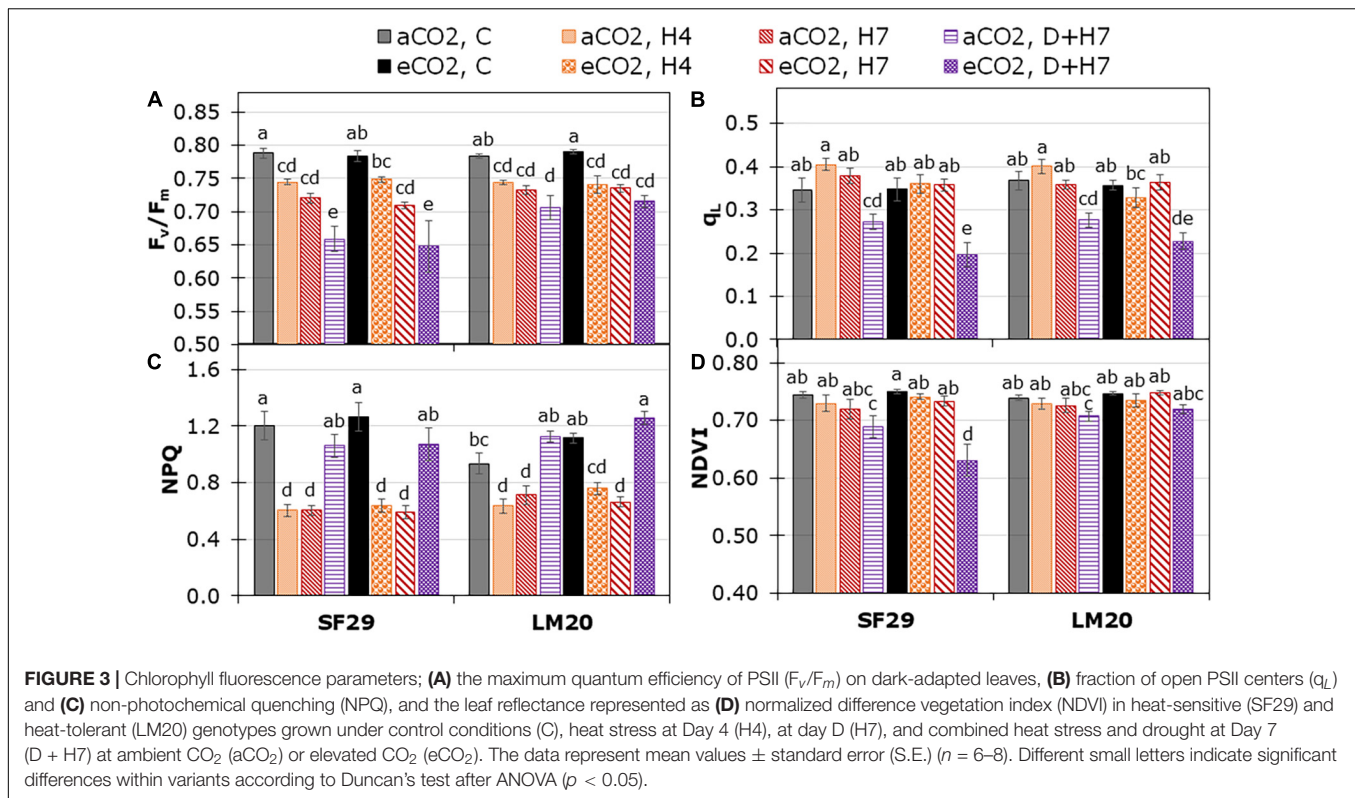 aCO2, C aCO2, H4 aCO2, H7 aCO2, D+H7
eCO2, C eCO2, H4 eCO2, H7 eCO2, D+H7
A
Fv/Fm
0.85
0.80
0.75
0.70
0.65
0.60
0.55
0.50
a cd cd e ab bc cd e ab cd cd d a cd cd cd
B
qL
0.5
0.4
0.3
0.2
0.1
0.0
ab a ab cd ab ab ab e ab a ab cd ab bc ab de
C
NPQ
1.6
1.2
0.8
0.4
0.0
a d d ab a d d ab bc d d ab ab cd d a
SF29 LM20
D
NDVI
0.80
0.70
0.60
0.50
0.40
ab ab abc c a ab ab d ab ab abc c ab ab ab abc
SF29 LM20
FIGURE 3 | Chlorophyll fluorescence parameters; (A) the maximum quantum efficiency of PSII (Fv/Fm) on dark-adapted leaves, (B) fraction of open PSII centers (qL)
and (C) non-photochemical quenching (NPQ), and the leaf reflectance represented as (D) normalized difference vegetation index (NDVI) in heat-sensitive (SF29) and
heat-tolerant (LM20) genotypes grown under control conditions (C), heat stress at Day 4 (H4), at day D (H7), and combined heat stress and drought at Day 7
(D + H7) at ambient CO2 (aCO2) or elevated CO2 (eCO2). The data represent mean values ± standard error (S.E.) (n = 6–8). Different small letters indicate significant
differences within variants according to Duncan's test after ANOVA (p < 0.05).